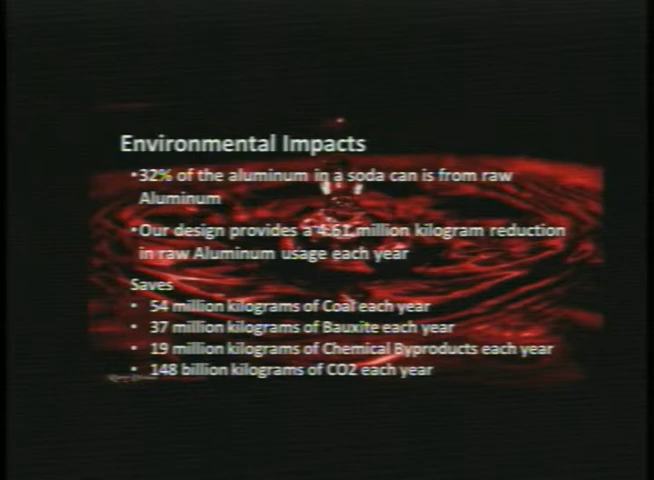 Environmental Impacts
•32% of the aluminum in a soda can is from raw
Aluminum
•Our design provides a 4.61 million kilogram reduction
in raw Aluminum usage each year
Saves
• 54 million kilograms of Coal each year
• 37 million kilograms of Bauxite each year
• 19 million kilograms of Chemical Byproducts each year
• 148 billion kilograms of CO2 each year